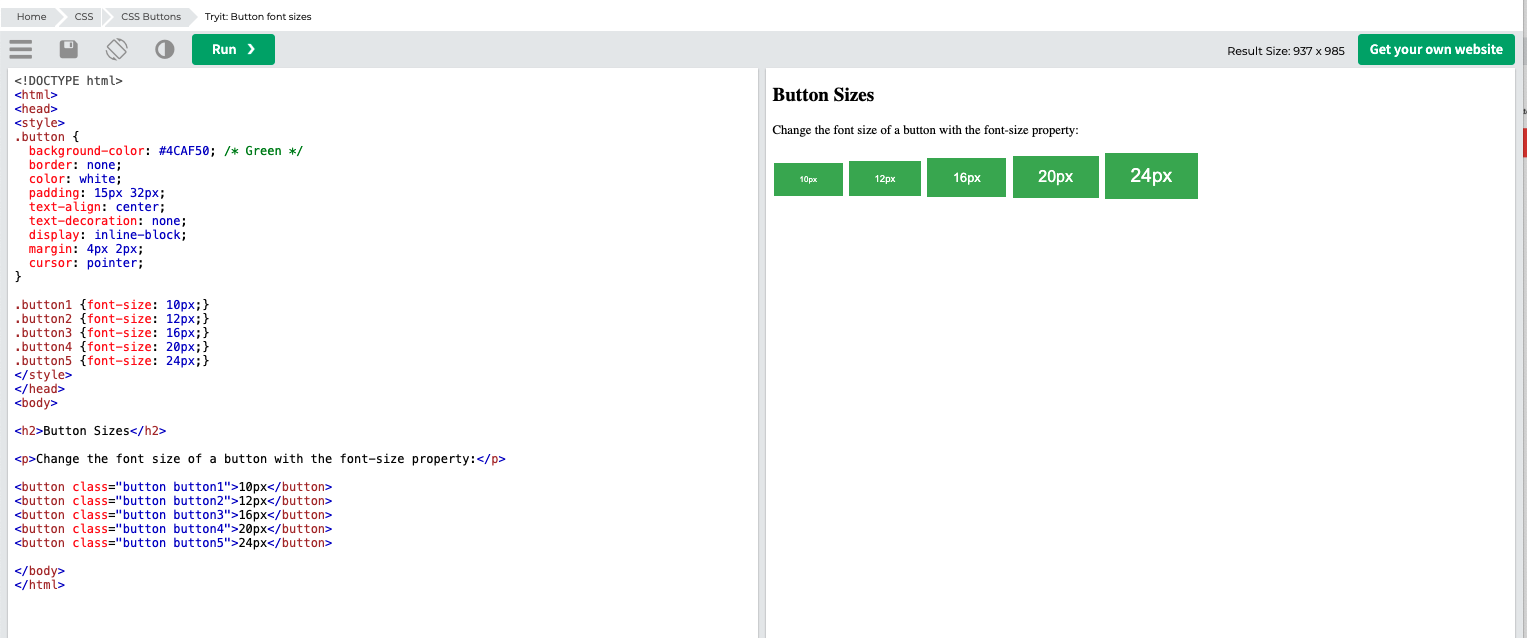 Home CSS CSS Buttons Tryit: Button font sizes
Run ❯ Result Size: 937 x 985 Get your own website
<!DOCTYPE html>
<html>
<head>
<style>
.button {
  background-color: #4CAF50; /* Green */
  border: none;
  color: white;
  padding: 15px 32px;
  text-align: center;
  text-decoration: none;
  display: inline-block;
  margin: 4px 2px;
  cursor: pointer;
}

.button1 {font-size: 10px;}
.button2 {font-size: 12px;}
.button3 {font-size: 16px;}
.button4 {font-size: 20px;}
.button5 {font-size: 24px;}
</style>
</head>
<body>

<h2>Button Sizes</h2>

<p>Change the font size of a button with the font-size property:</p>

<button class="button button1">10px</button>
<button class="button button2">12px</button>
<button class="button button3">16px</button>
<button class="button button4">20px</button>
<button class="button button5">24px</button>

</body>
</html>
Button Sizes
Change the font size of a button with the font-size property:
10px 12px 16px 20px 24px